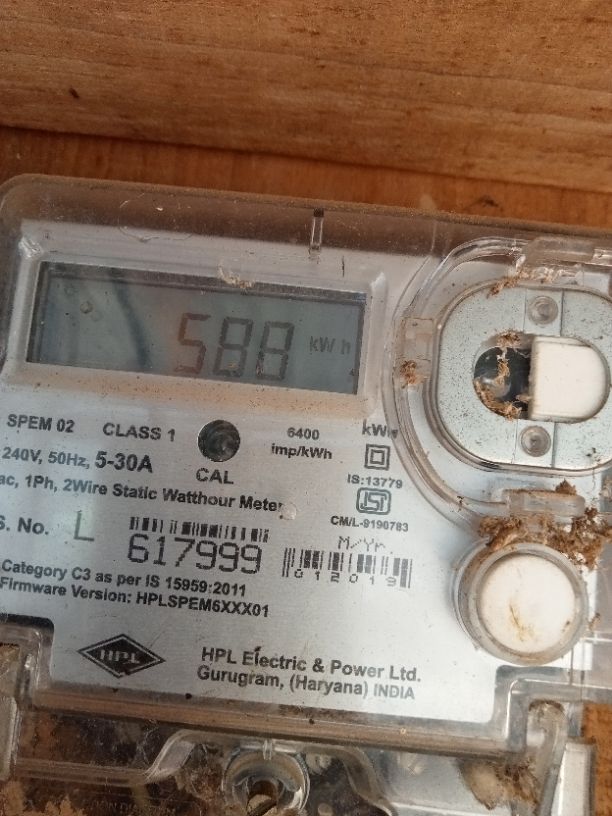 588 kWh
SPEM 02 CLASS 1 6400 imp/kWh kWh
240V, 50Hz, 5-30A
CAL
IS:13779
ac, 1Ph, 2Wire Static Watthour Meter
ISI
CM/L-9190783
S. No. L 617999
M/Yr.
012019
Category C3 as per IS 15959:2011
Firmware Version: HPLSPEM6XXX01
HPL
HPL Electric & Power Ltd.
Gurugram, (Haryana) INDIA